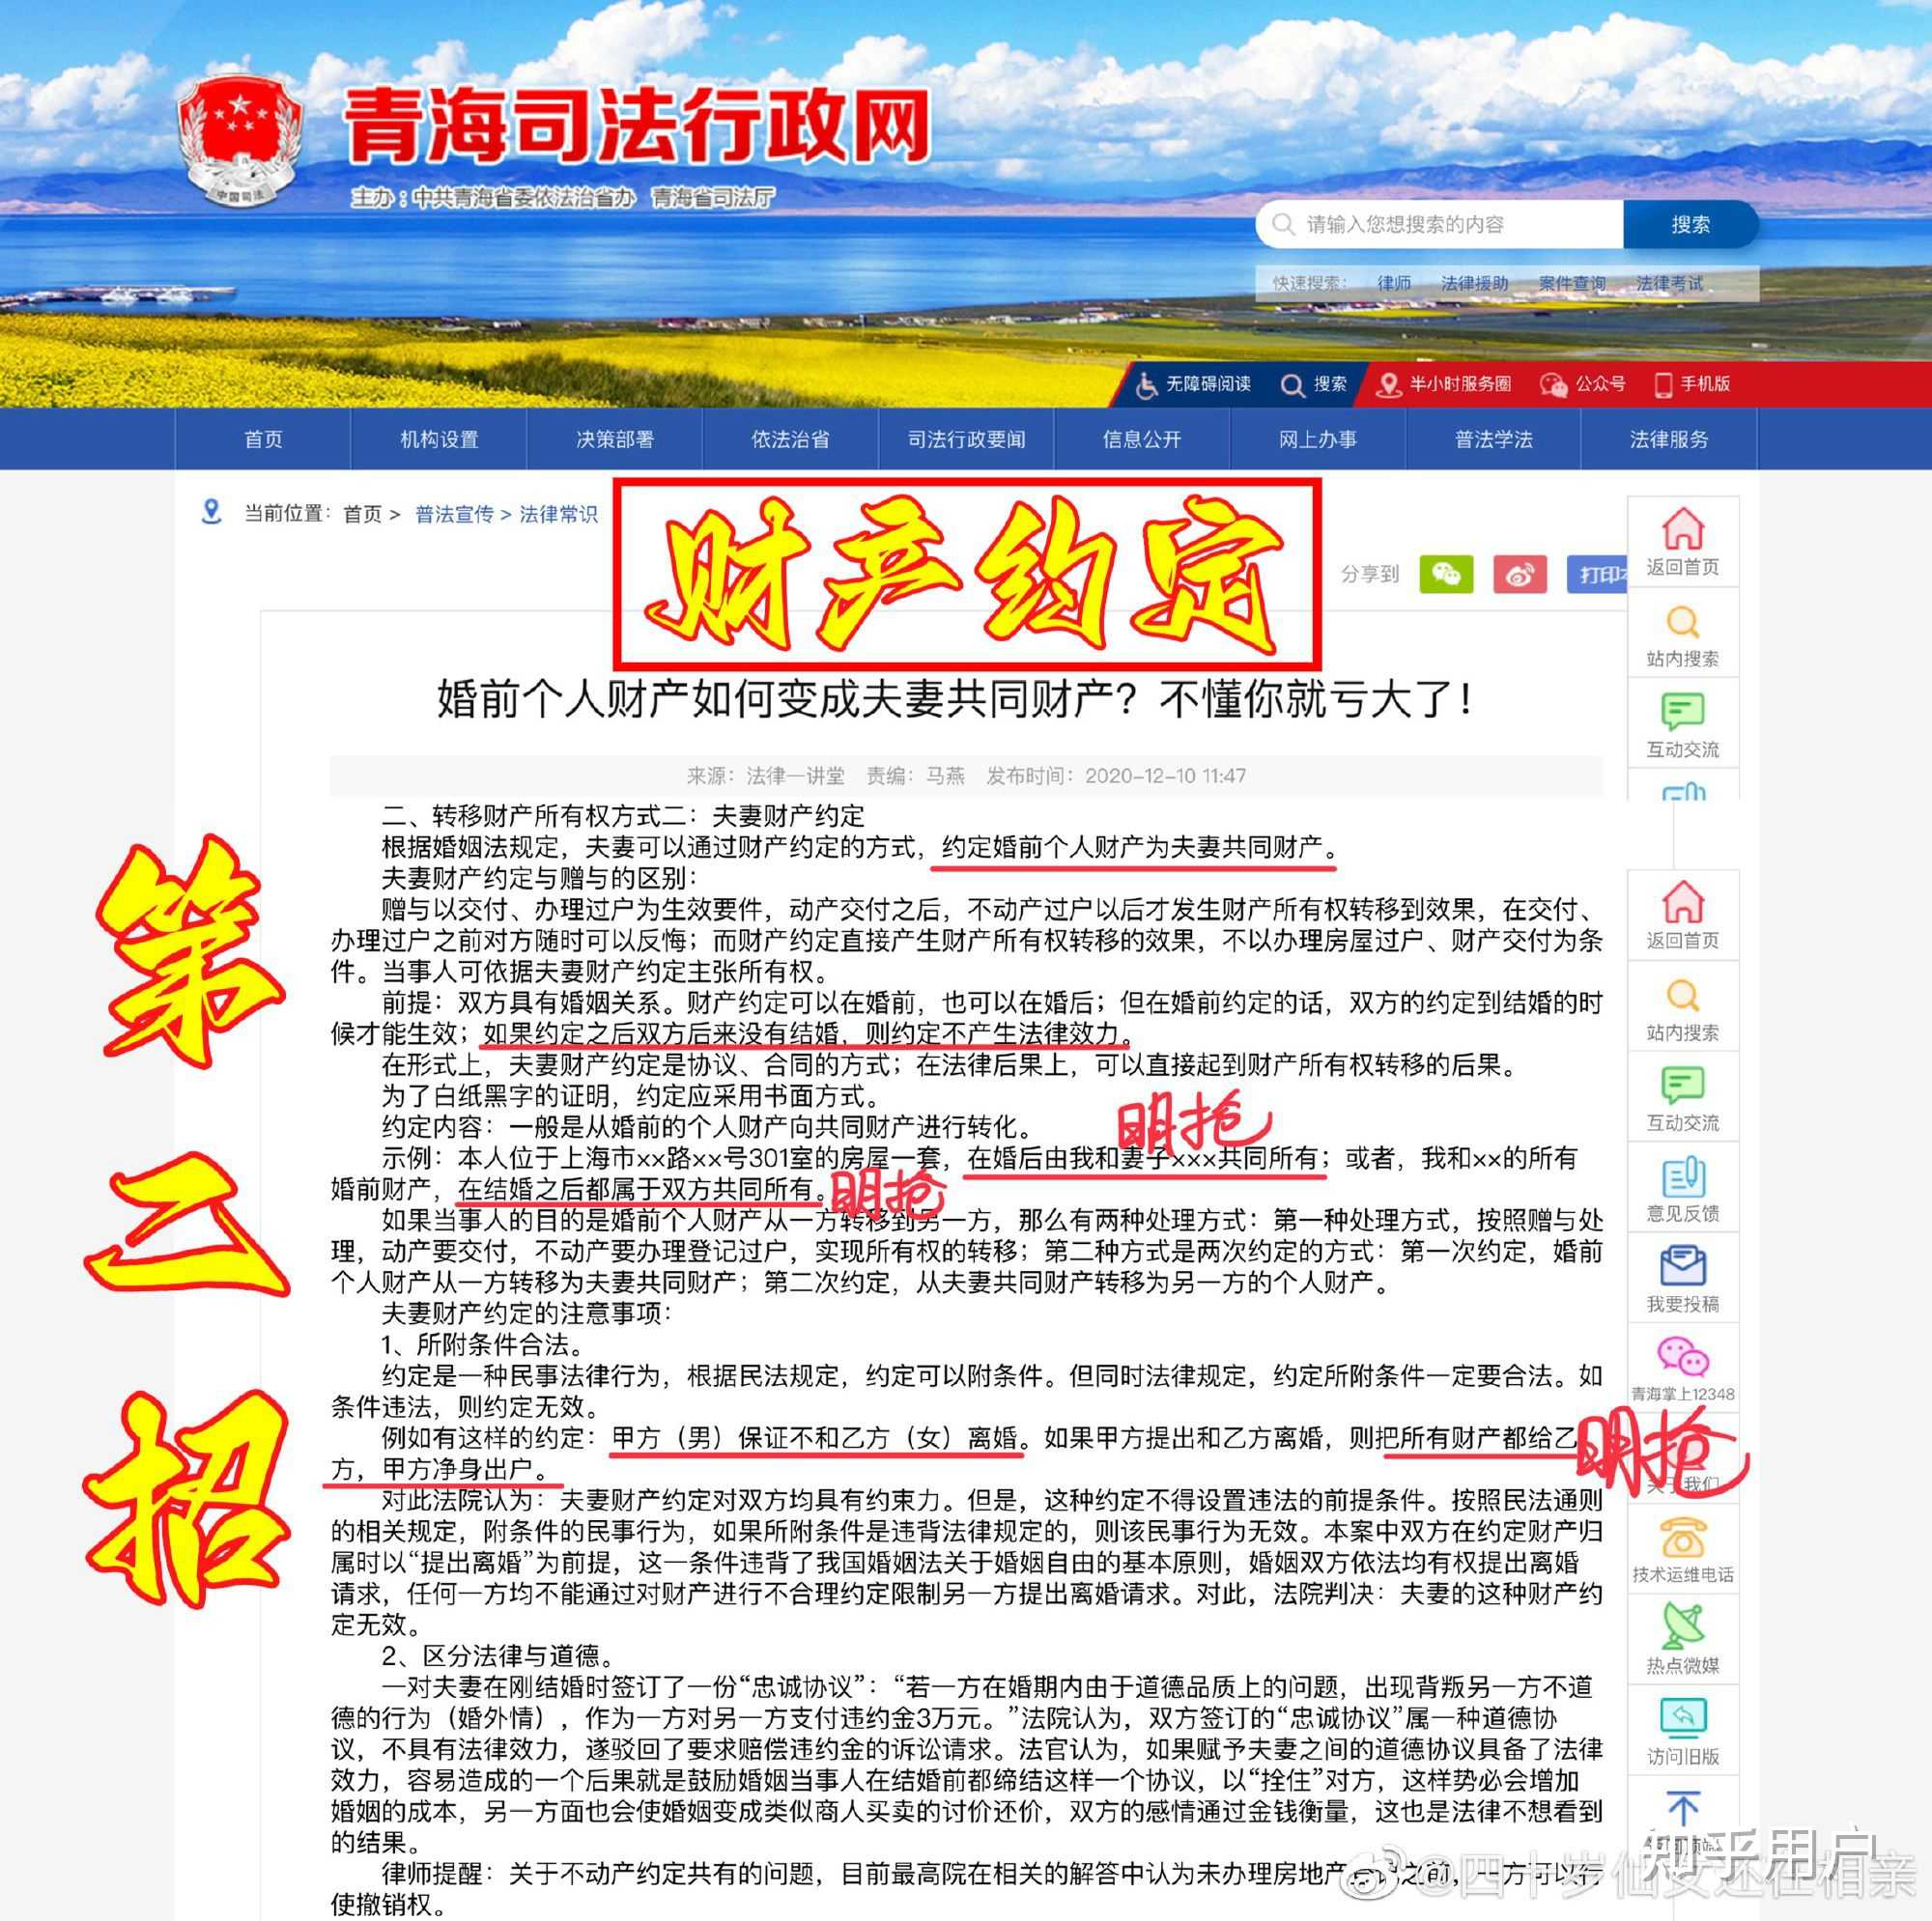 青海司法行政网
中国司法
主办：中共青海省委依法治省办 青海省司法厅
请输入您想搜索的内容 搜索
快速搜索： 律师 法律援助 案件查询 法律考试
无障碍阅读 搜索 半小时服务圈 公众号 手机版
首页 机构设置 决策部署 依法治省 司法行政要闻 信息公开 网上办事 普法学法 法律服务
当前位置： 首页 > 普法宣传 > 法律常识
财产约定
分享到 打印
婚前个人财产如何变成夫妻共同财产？不懂你就亏大了！
来源：法律一讲堂 责编：马燕 发布时间：2020-12-10 11:47
第二招
二、转移财产所有权方式二：夫妻财产约定
根据婚姻法规定，夫妻可以通过财产约定的方式，约定婚前个人财产为夫妻共同财产。
夫妻财产约定与赠与的区别：
赠与以交付、办理过户为生效要件，动产交付之后，不动产过户以后才发生财产所有权转移到效果，在交付、
办理过户之前对方随时可以反悔；而财产约定直接产生财产所有权转移的效果，不以办理房屋过户、财产交付为条
件。当事人可依据夫妻财产约定主张所有权。
前提：双方具有婚姻关系。财产约定可以在婚前，也可以在婚后；但在婚前约定的话，双方的约定到结婚的时
候才能生效；如果约定之后双方后来没有结婚，则约定不产生法律效力。
在形式上，夫妻财产约定是协议、合同的方式；在法律后果上，可以直接起到财产所有权转移的后果。
为了白纸黑字的证明，约定应采用书面方式。
约定内容：一般是从婚前的个人财产向共同财产进行转化。
明抢
示例：本人位于上海市xx路xx号301室的房屋一套，在婚后由我和妻子xxx共同所有；或者，我和xx的所有
婚前财产，在结婚之后都属于双方共同所有。
明抢
如果当事人的目的是婚前个人财产从一方转移到另一方，那么有两种处理方式：第一种处理方式，按照赠与处
理，动产要交付，不动产要办理登记过户，实现所有权的转移；第二种方式是两次约定的方式：第一次约定，婚前
个人财产从一方转移为夫妻共同财产；第二次约定，从夫妻共同财产转移为另一方的个人财产。
夫妻财产约定的注意事项：
1、所附条件合法。
约定是一种民事法律行为，根据民法规定，约定可以附条件。但同时法律规定，约定所附条件一定要合法。如
条件违法，则约定无效。
例如有这样的约定：甲方（男）保证不和乙方（女）离婚。如果甲方提出和乙方离婚，则把所有财产都给乙
方，甲方净身出户。
明抢
对此法院认为：夫妻财产约定对双方均具有约束力。但是，这种约定不得设置违法的前提条件。按照民法通则
的相关规定，附条件的民事行为，如果所附条件是违背法律规定的，则该民事行为无效。本案中双方在约定财产归
属时以“提出离婚”为前提，这一条件违背了我国婚姻法关于婚姻自由的基本原则，婚姻双方依法均有权提出离婚
请求，任何一方均不能通过对财产进行不合理约定限制另一方提出离婚请求。对此，法院判决：夫妻的这种财产约
定无效。
2、区分法律与道德。
一对夫妻在刚结婚时签订了一份“忠诚协议”：“若一方在婚期内由于道德品质上的问题，出现背叛另一方不道
德的行为（婚外情），作为一方对另一方支付违约金3万元。”法院认为，双方签订的“忠诚协议”属一种道德协
议，不具有法律效力，遂驳回了要求赔偿违约金的诉讼请求。法官认为，如果赋予夫妻之间的道德协议具备了法律
效力，容易造成的一个后果就是鼓励婚姻当事人在结婚前都缔结这样一个协议，以“拴住”对方，这样势必会增加
婚姻的成本，另一方面也会使婚姻变成类似商人买卖的讨价还价，双方的感情通过金钱衡量，这也是法律不想看到
的结果。
律师提醒：关于不动产约定共有的问题，目前最高院在相关的解答中认为未办理房地产登记之前，一方可以行
使撤销权。
返回首页
站内搜索
互动交流
返回首页
站内搜索
互动交流
意见反馈
我要投稿
青海掌上12348
关于我们
技术运维电话
热点微媒
访问旧版
知乎用户
@四十岁仙女还在相亲